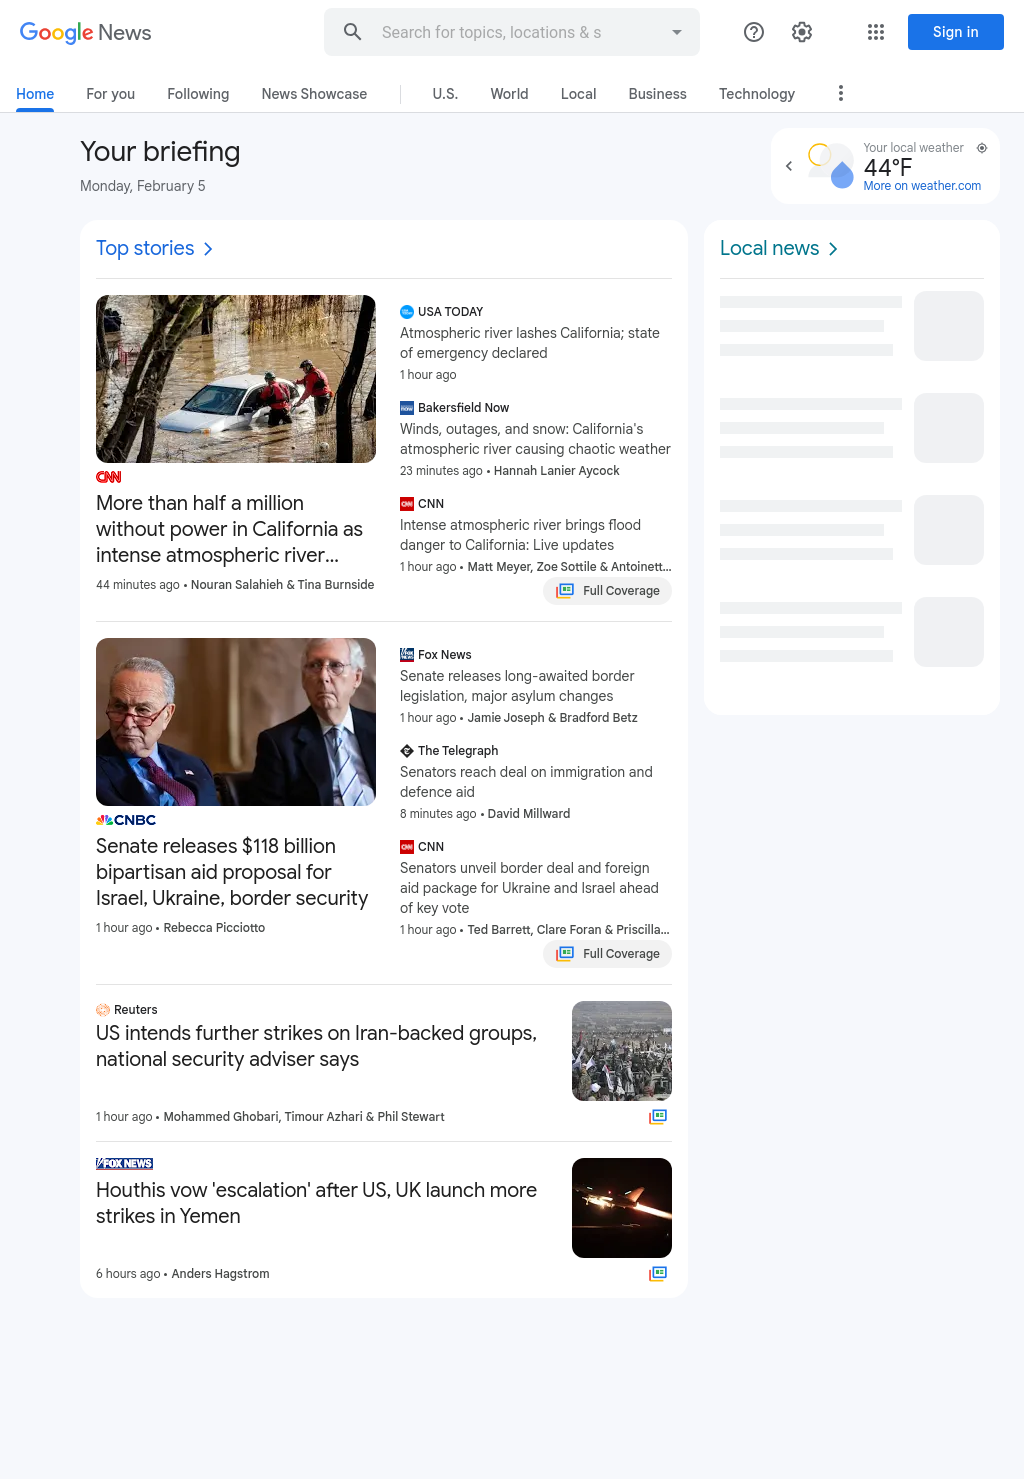 Google News
Search for topics, locations & s
Sign in
Home
For you
Following
News Showcase
U.S.
World
Local
Business
Technology
Your briefing
Monday, February 5
Your local weather
44°F
More on weather.com
Top stories
CNN
More than half a million
without power in California as
intense atmospheric river...
44 minutes ago • Nouran Salahieh & Tina Burnside
USA TODAY
Atmospheric river lashes California; state
of emergency declared
1 hour ago
Bakersfield Now
Winds, outages, and snow: California's
atmospheric river causing chaotic weather
23 minutes ago • Hannah Lanier Aycock
CNN
Intense atmospheric river brings flood
danger to California: Live updates
1 hour ago • Matt Meyer, Zoe Sottile & Antoinett...
Full Coverage
CNBC
Senate releases $118 billion
bipartisan aid proposal for
Israel, Ukraine, border security
1 hour ago • Rebecca Picciotto
Fox News
Senate releases long-awaited border
legislation, major asylum changes
1 hour ago • Jamie Joseph & Bradford Betz
The Telegraph
Senators reach deal on immigration and
defence aid
8 minutes ago • David Millward
CNN
Senators unveil border deal and foreign
aid package for Ukraine and Israel ahead
of key vote
1 hour ago • Ted Barrett, Clare Foran & Priscilla...
Full Coverage
Reuters
US intends further strikes on Iran-backed groups,
national security adviser says
1 hour ago • Mohammed Ghobari, Timour Azhari & Phil Stewart
FOX NEWS
Houthis vow 'escalation' after US, UK launch more
strikes in Yemen
6 hours ago • Anders Hagstrom
Local news